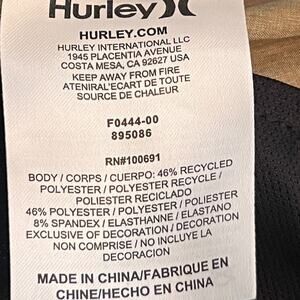 Hurley
HURLEY.COM
HURLEY INTERNATIONAL LLC
1945 PLACENTIA AVENUE
COSTA MESA, CA 92627 USA
KEEP AWAY FROM FIRE
ATENIRAL'ECART DE TOUTE
SOURCE DE CHALEUR
F0444-00
895086
RN#100691
BODY / CORPS / CUERPO: 46% RECYCLED
POLYESTER / POLYESTER RECYCLE /
POLIESTER RECICLADO
46% POLYESTER / POLYESTER / POLIESTER
8% SPANDEX / ELASTHANNE / ELASTANO
EXCLUSIVE OF DECORATION / DECORATION
NON COMPRISE / NO INCLUYE LA
DECORACION
MADE IN CHINA/FABRIQUE EN
CHINE/HECHO EN CHINA